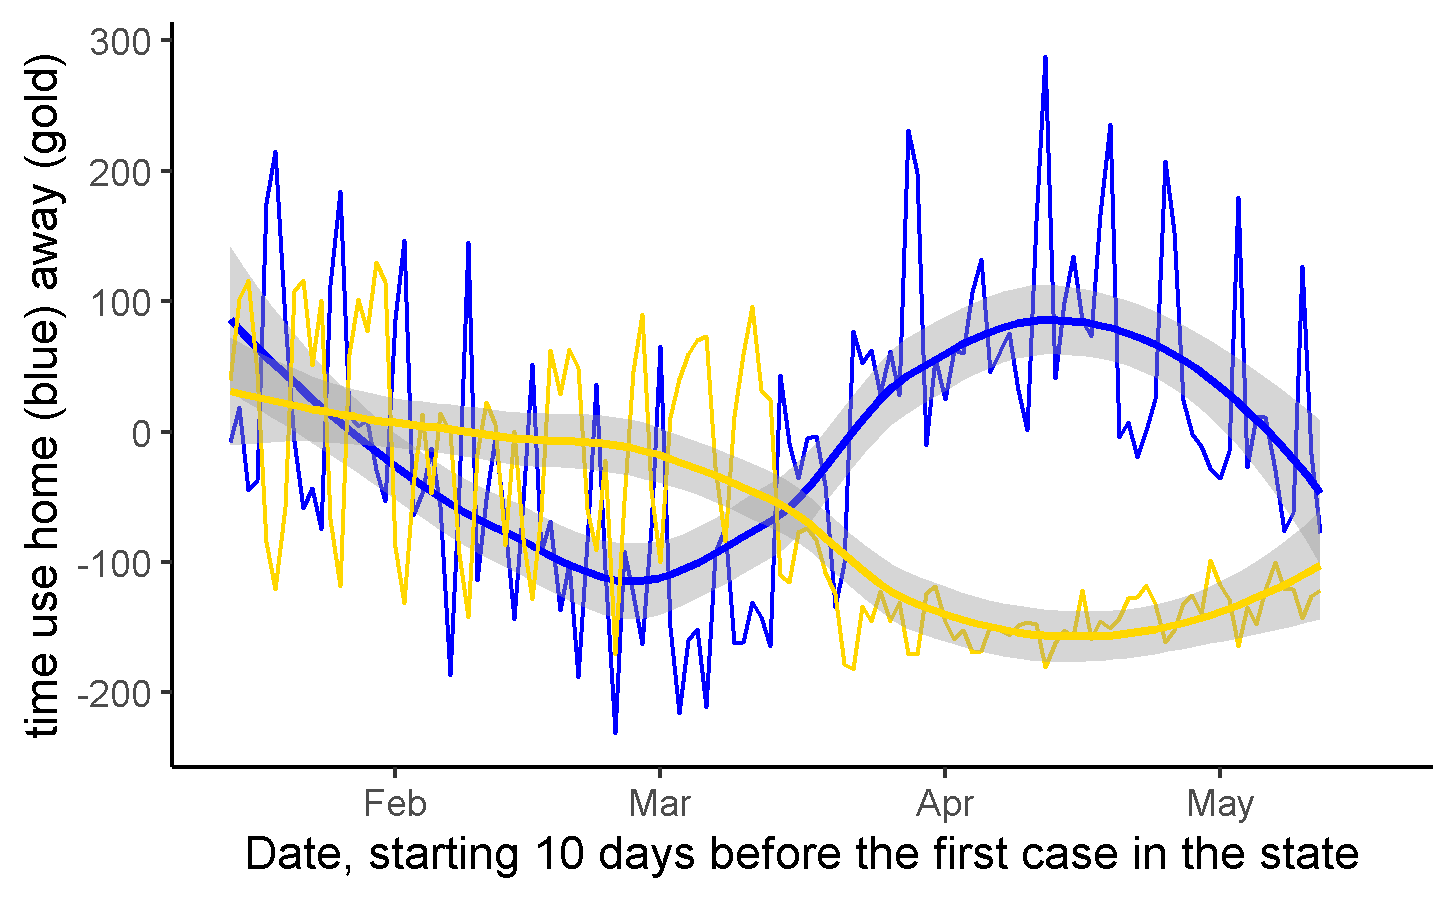 time use home (blue) away (gold)
300
200
100
0
-100
-200
Feb Mar Apr May
Date, starting 10 days before the first case in the state